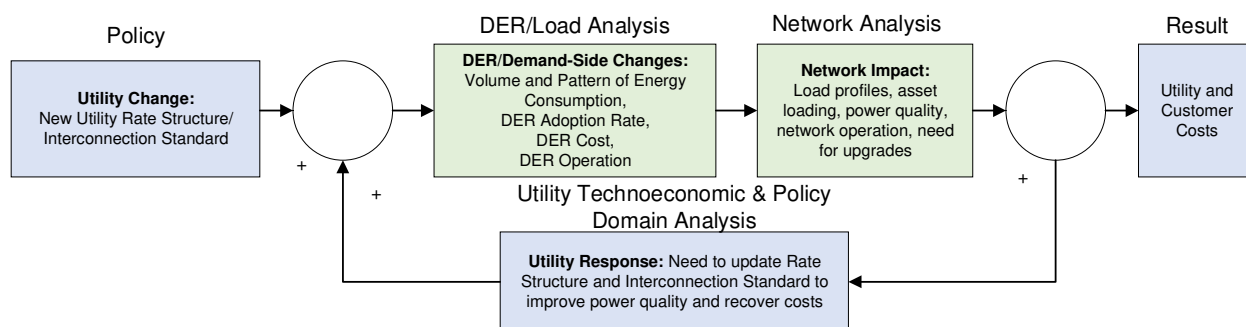 Policy
DER/Load Analysis
Network Analysis
Result
Utility Change:
New Utility Rate Structure/
Interconnection Standard
DER/Demand-Side Changes:
Volume and Pattern of Energy
Consumption,
DER Adoption Rate,
DER Cost,
DER Operation
Network Impact:
Load profiles, asset
loading, power quality,
network operation, need
for upgrades
Utility and
Customer
Costs
+
+
+
Utility Technoeconomic & Policy
Domain Analysis
Utility Response: Need to update Rate
Structure and Interconnection Standard to
improve power quality and recover costs